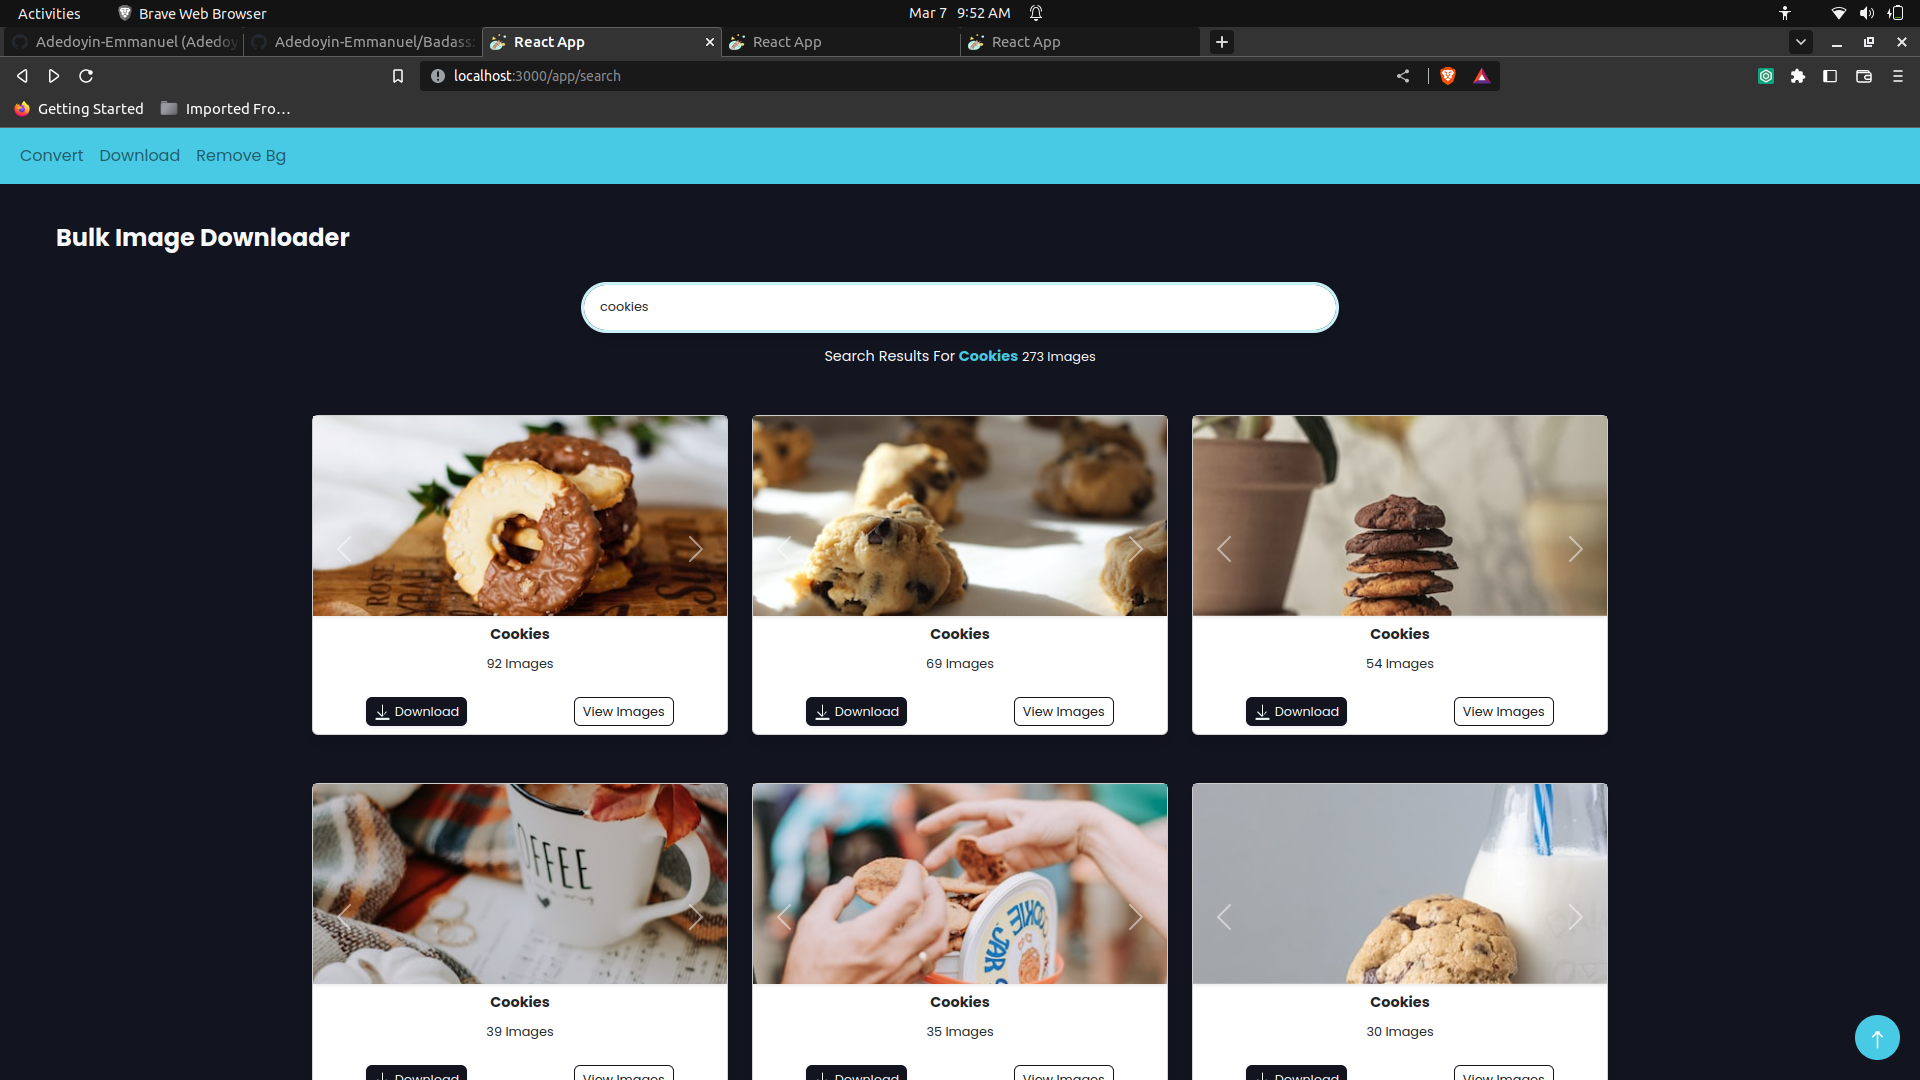 Activities Brave Web Browser Mar 7 9:52 AM
Adedoyin-Emmanuel (Adedoy Adedoyin-Emmanuel/Badass React App React App React App
localhost:3000/app/search
Getting Started Imported Fro...
Convert Download Remove Bg
Bulk Image Downloader
cookies
Search Results For Cookies 273 Images
ROSE
COOKIE
JAR
OFFEE
Cookies Cookies Cookies
92 Images 69 Images 54 Images
Download View Images Download View Images Download View Images
Cookies Cookies Cookies
39 Images 35 Images 30 Images
Download View Images Download View Images Download View Images